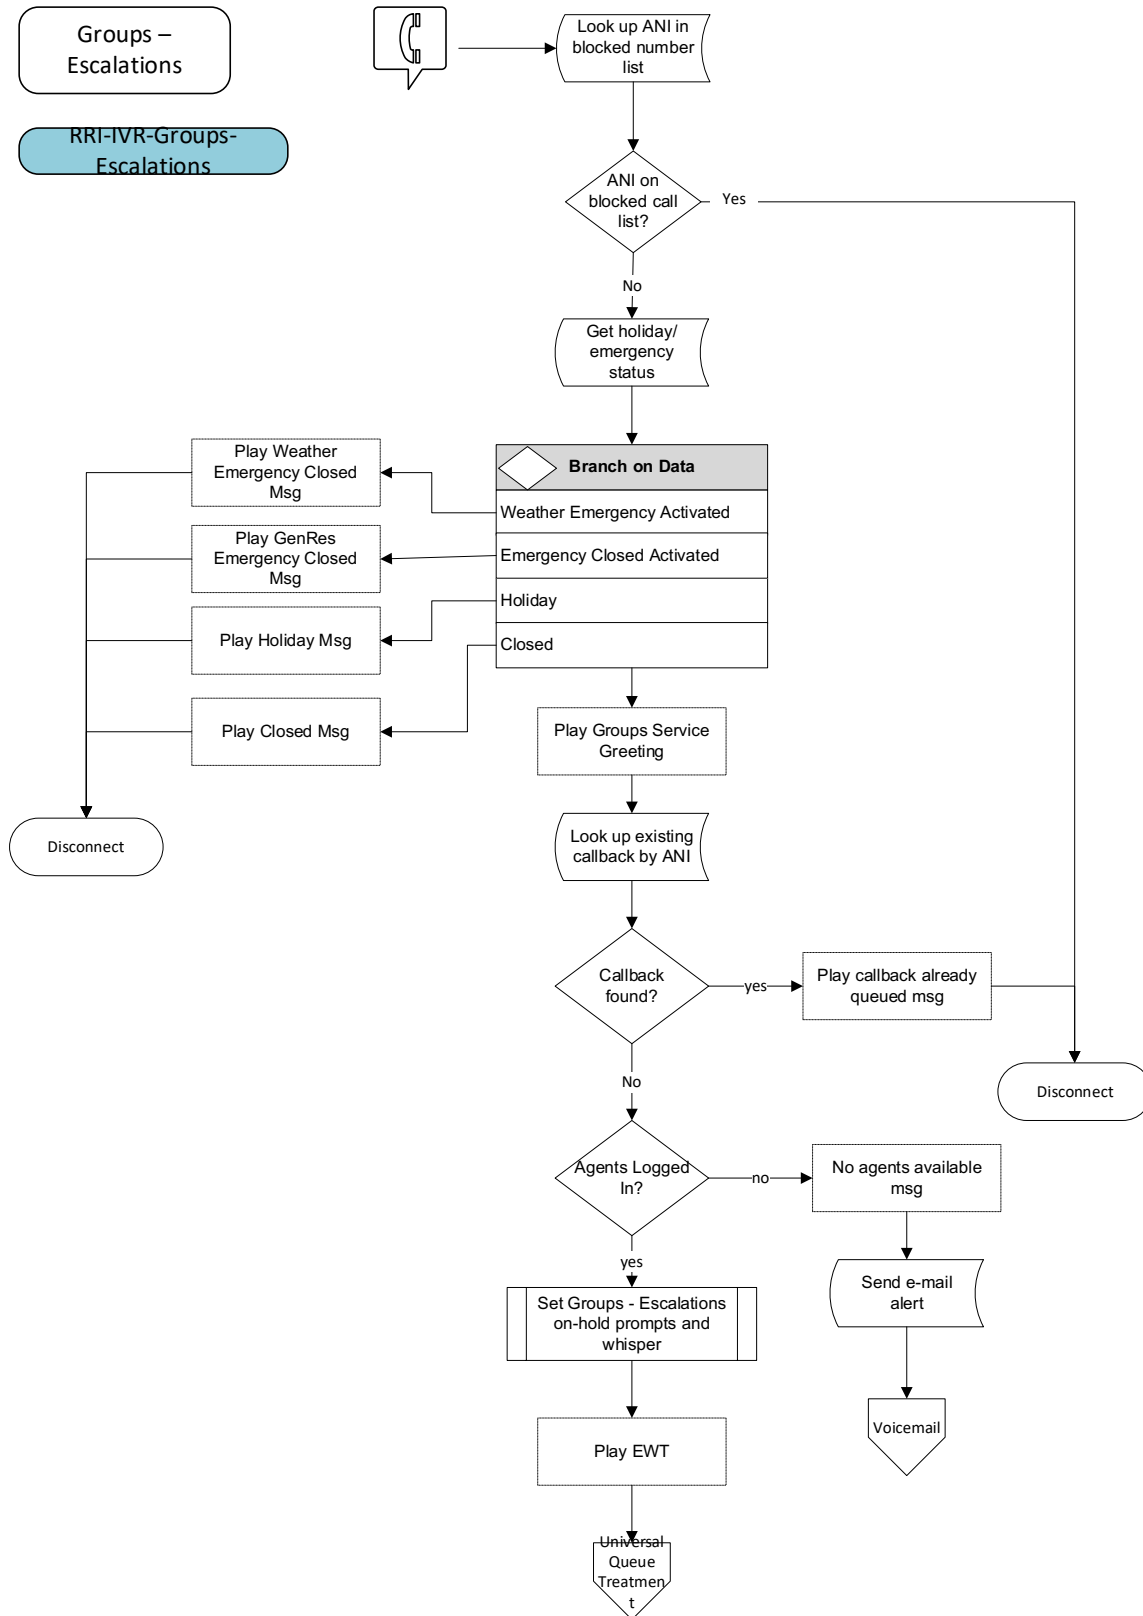 Groups –
Escalations
RRI-IVR-Groups-
Escalations
Look up ANI in
blocked number
list
ANI on
blocked call
list?
Yes
No
Get holiday/
emergency
status
Branch on Data
Weather Emergency Activated
Emergency Closed Activated
Holiday
Closed
Play Weather
Emergency Closed
Msg
Play GenRes
Emergency Closed
Msg
Play Holiday Msg
Play Closed Msg
Disconnect
Play Groups Service
Greeting
Look up existing
callback by ANI
Callback
found?
yes
Play callback already
queued msg
Disconnect
No
Agents Logged
In?
no
No agents available
msg
Send e-mail
alert
Voicemail
yes
Set Groups - Escalations
on-hold prompts and
whisper
Play EWT
Universal
Queue
Treatmen
t